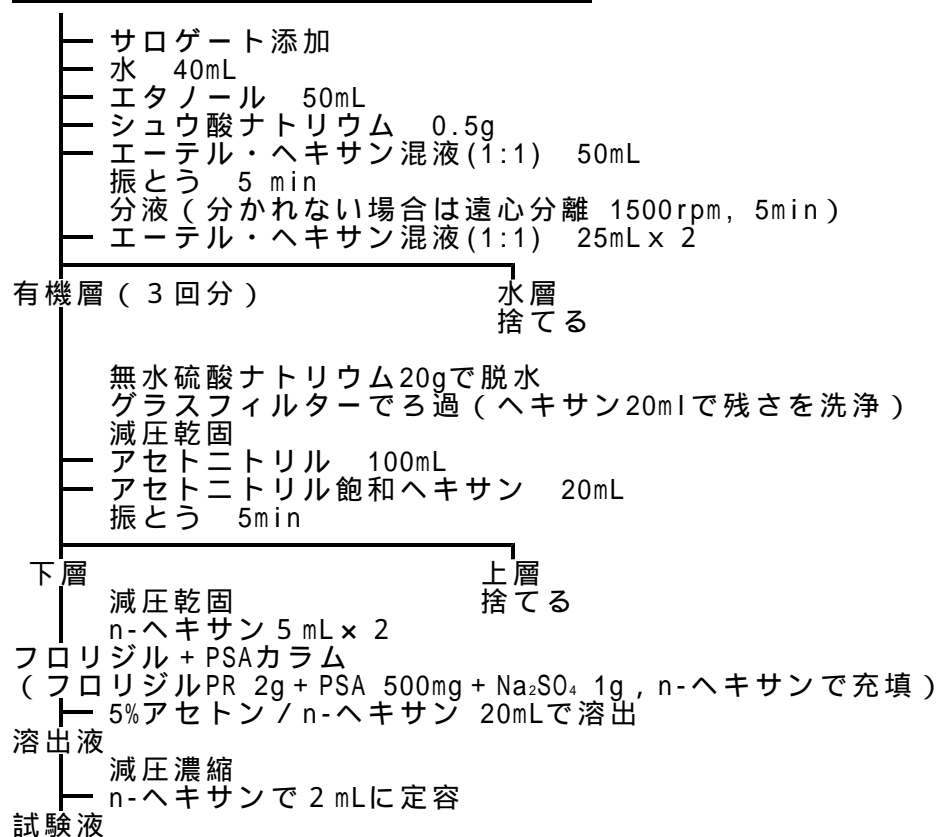 サロゲート添加
水 40mL
エタノール 50mL
シュウ酸ナトリウム 0.5g
エーテル・ヘキサン混液(1:1) 50mL
振とう 5 min
分液(分かれない場合は遠心分離 1500rpm, 5min)
エーテル・ヘキサン混液(1:1) 25mL x 2
有機層(3回分) 水層
捨てる
無水硫酸ナトリウム20gで脱水
グラスフィルターでろ過(ヘキサン20mlで残さを洗浄)
減圧乾固
アセトニトリル 100mL
アセトニトリル飽和ヘキサン 20mL
振とう 5min
下層 上層
減圧乾固 捨てる
n-ヘキサン5mL×2
フロリジル+PSAカラム
(フロリジルPR 2g+PSA 500mg+Na₂SO₄ 1g,n-ヘキサンで充填)
5%アセトン/n-ヘキサン 20mLで溶出
溶出液
減圧濃縮
n-ヘキサンで2mLに定容
試験液